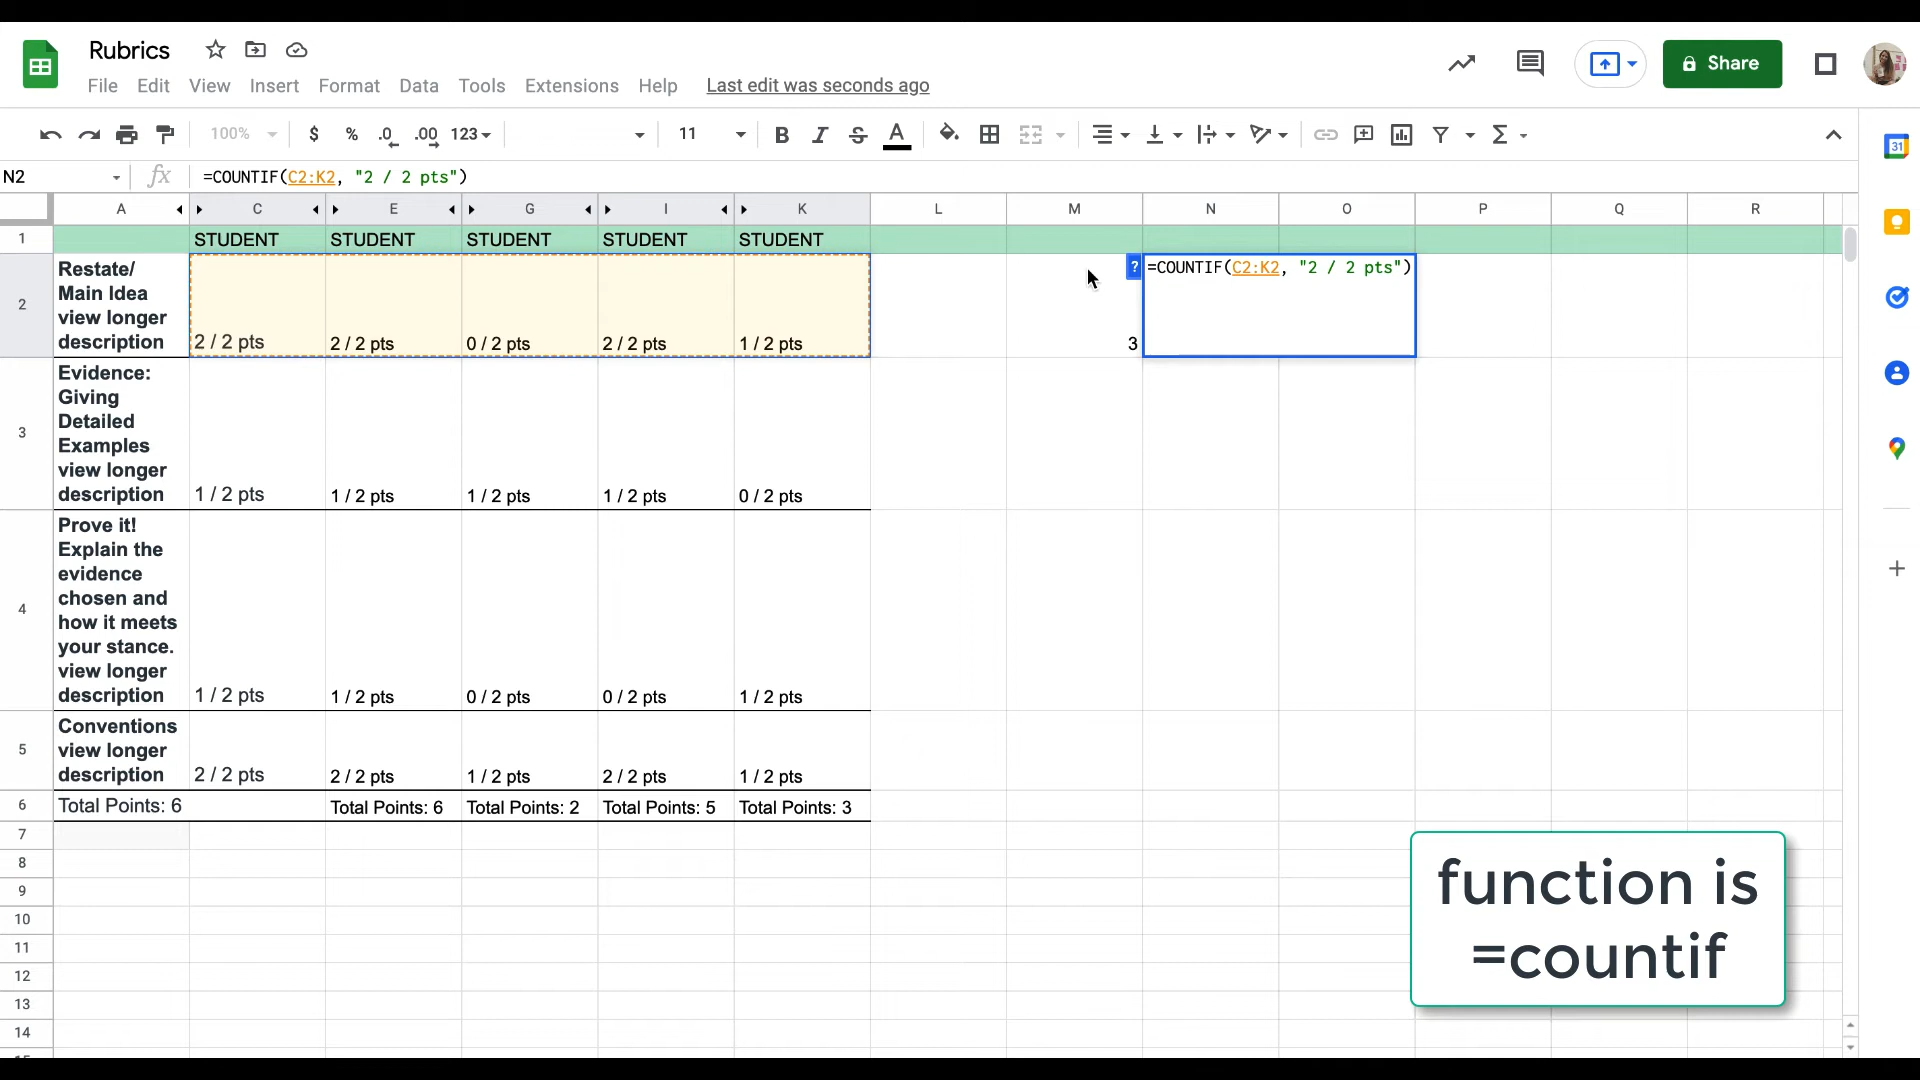 Rubrics
File Edit View Insert Format Data Tools Extensions Help Last edit was seconds ago
Share
100% $ % .0 .00 123 11 B I S A Σ
31
N2 fx =COUNTIF(C2:K2, "2 / 2 pts")
A C E G I K L M N O P Q R
1 STUDENT STUDENT STUDENT STUDENT STUDENT
Restate/
Main Idea
view longer
description
2
2 / 2 pts 2 / 2 pts 0 / 2 pts 2 / 2 pts 1 / 2 pts 3
? =COUNTIF(C2:K2, "2 / 2 pts")
Evidence:
Giving
Detailed
Examples
view longer
description
3
1 / 2 pts 1 / 2 pts 1 / 2 pts 1 / 2 pts 0 / 2 pts
Prove it!
Explain the
evidence
chosen and
how it meets
your stance.
view longer
description
4
1 / 2 pts 1 / 2 pts 0 / 2 pts 0 / 2 pts 1 / 2 pts
Conventions
view longer
description
5
2 / 2 pts 2 / 2 pts 1 / 2 pts 2 / 2 pts 1 / 2 pts
6 Total Points: 6 Total Points: 6 Total Points: 2 Total Points: 5 Total Points: 3
7
8
9
10
11
12
13
14
function is
=countif